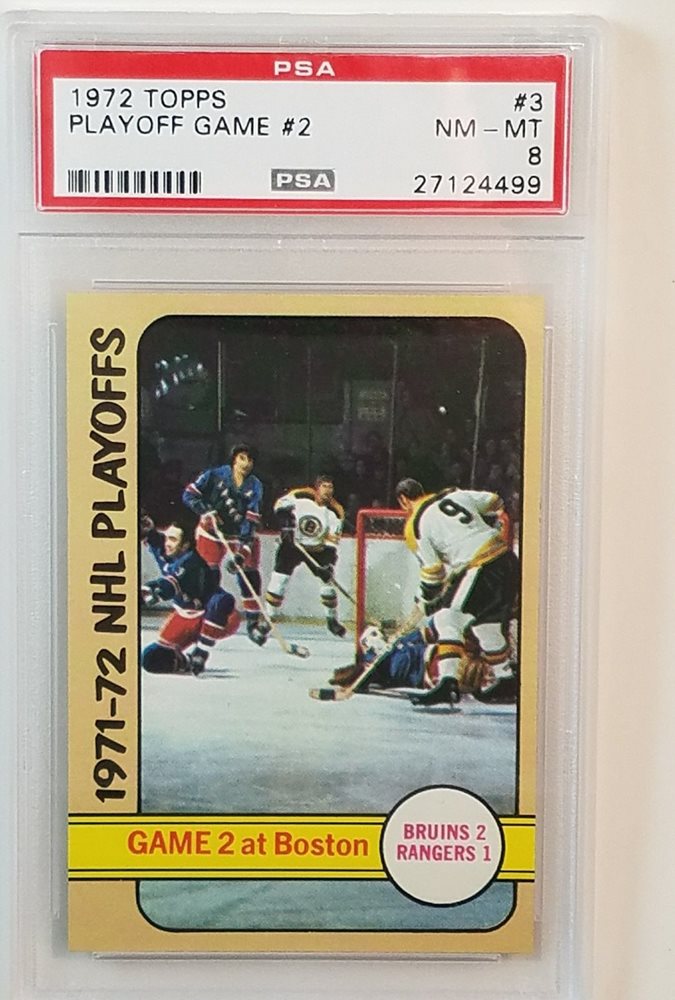 PSA
1972 TOPPS #3
PLAYOFF GAME #2 NM - MT
8
PSA 27124499
1971-72 NHL PLAYOFFS
B
9
GAME 2 at Boston
BRUINS 2
RANGERS 1